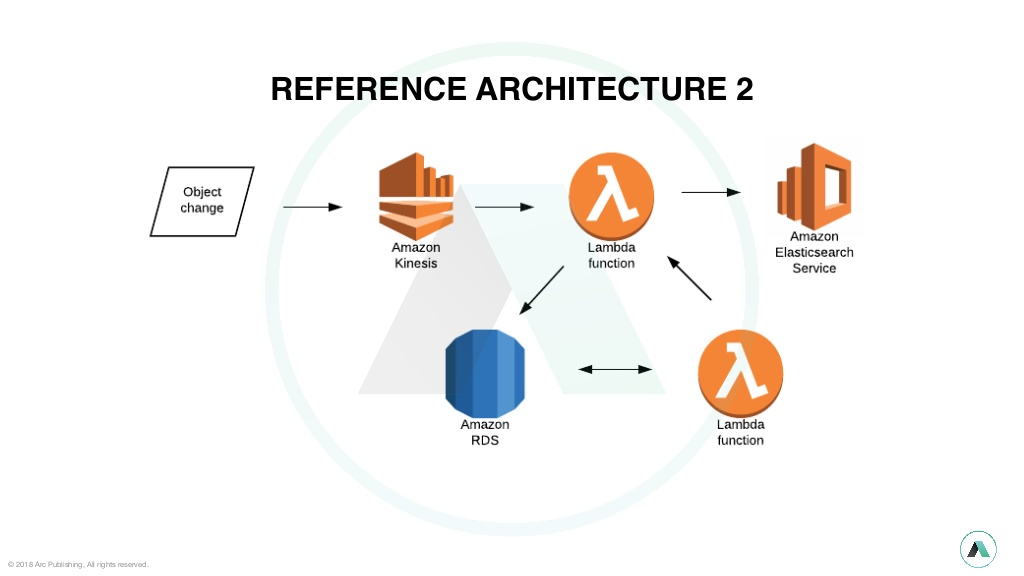 REFERENCE ARCHITECTURE 2
Object
change
Amazon
Kinesis
Lambda
function
Amazon
Elasticsearch
Service
Amazon
RDS
Lambda
function
© 2018 Arc Publishing, All rights reserved.